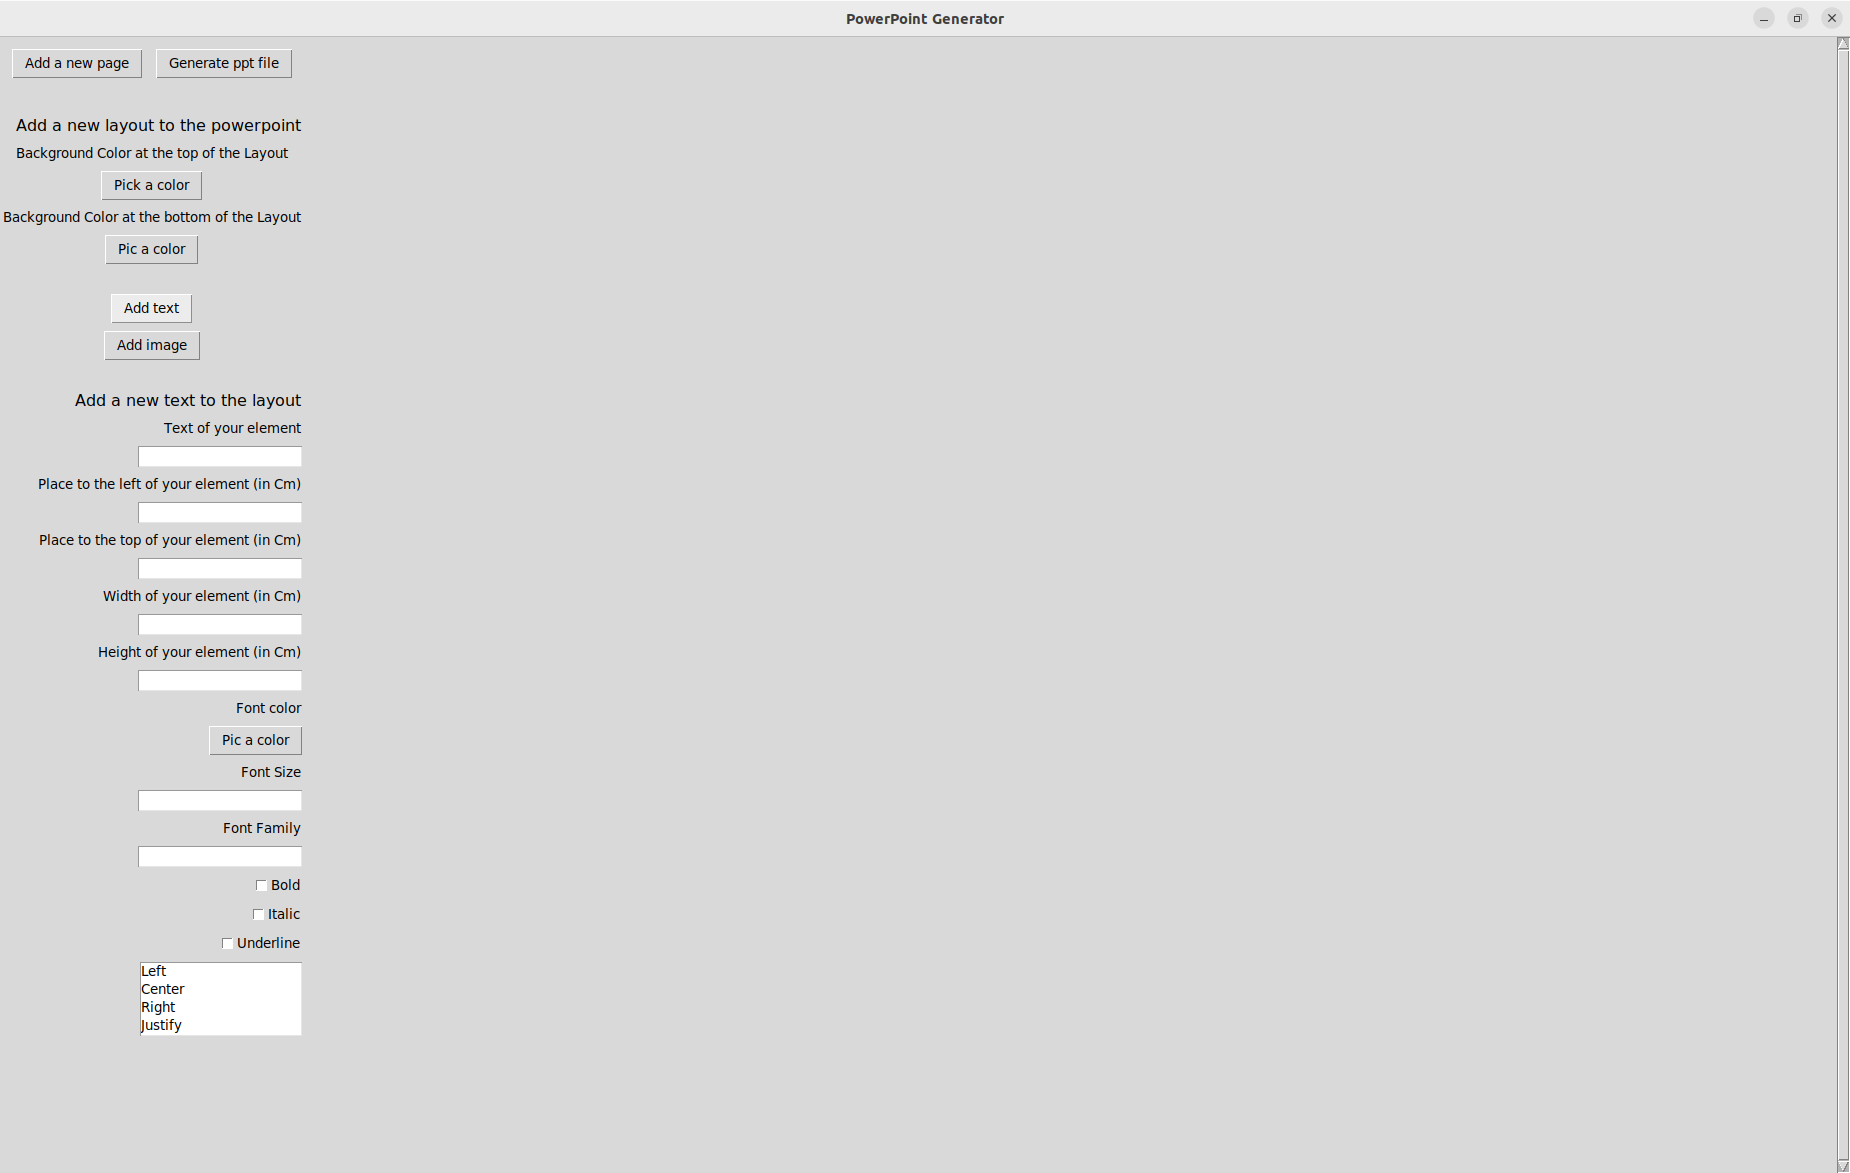 PowerPoint Generator
Add a new page Generate ppt file
Add a new layout to the powerpoint
Background Color at the top of the Layout
Pick a color
Background Color at the bottom of the Layout
Pic a color
Add text
Add image
Add a new text to the layout
Text of your element
Place to the left of your element (in Cm)
Place to the top of your element (in Cm)
Width of your element (in Cm)
Height of your element (in Cm)
Font color
Pic a color
Font Size
Font Family
Bold
Italic
Underline
Left
Center
Right
Justify